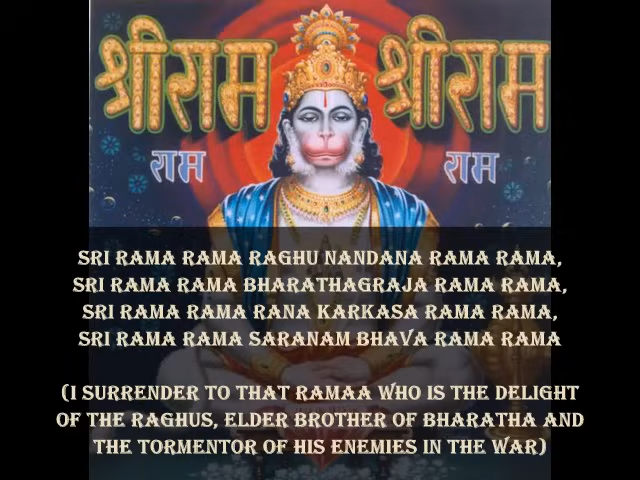 श्रीराम श्रीराम
राम राम
SRI RAMA RAMA RAGHU NANDANA RAMA RAMA,
SRI RAMA RAMA BHARATHAGRAJA RAMA RAMA,
SRI RAMA RAMA RANA KARKASA RAMA RAMA,
SRI RAMA RAMA SARANAM BHAVA RAMA RAMA
(I SURRENDER TO THAT RAMAA WHO IS THE DELIGHT
OF THE RAGHUS, ELDER BROTHER OF BHARATHA AND
THE TORMENTOR OF HIS ENEMIES IN THE WAR)